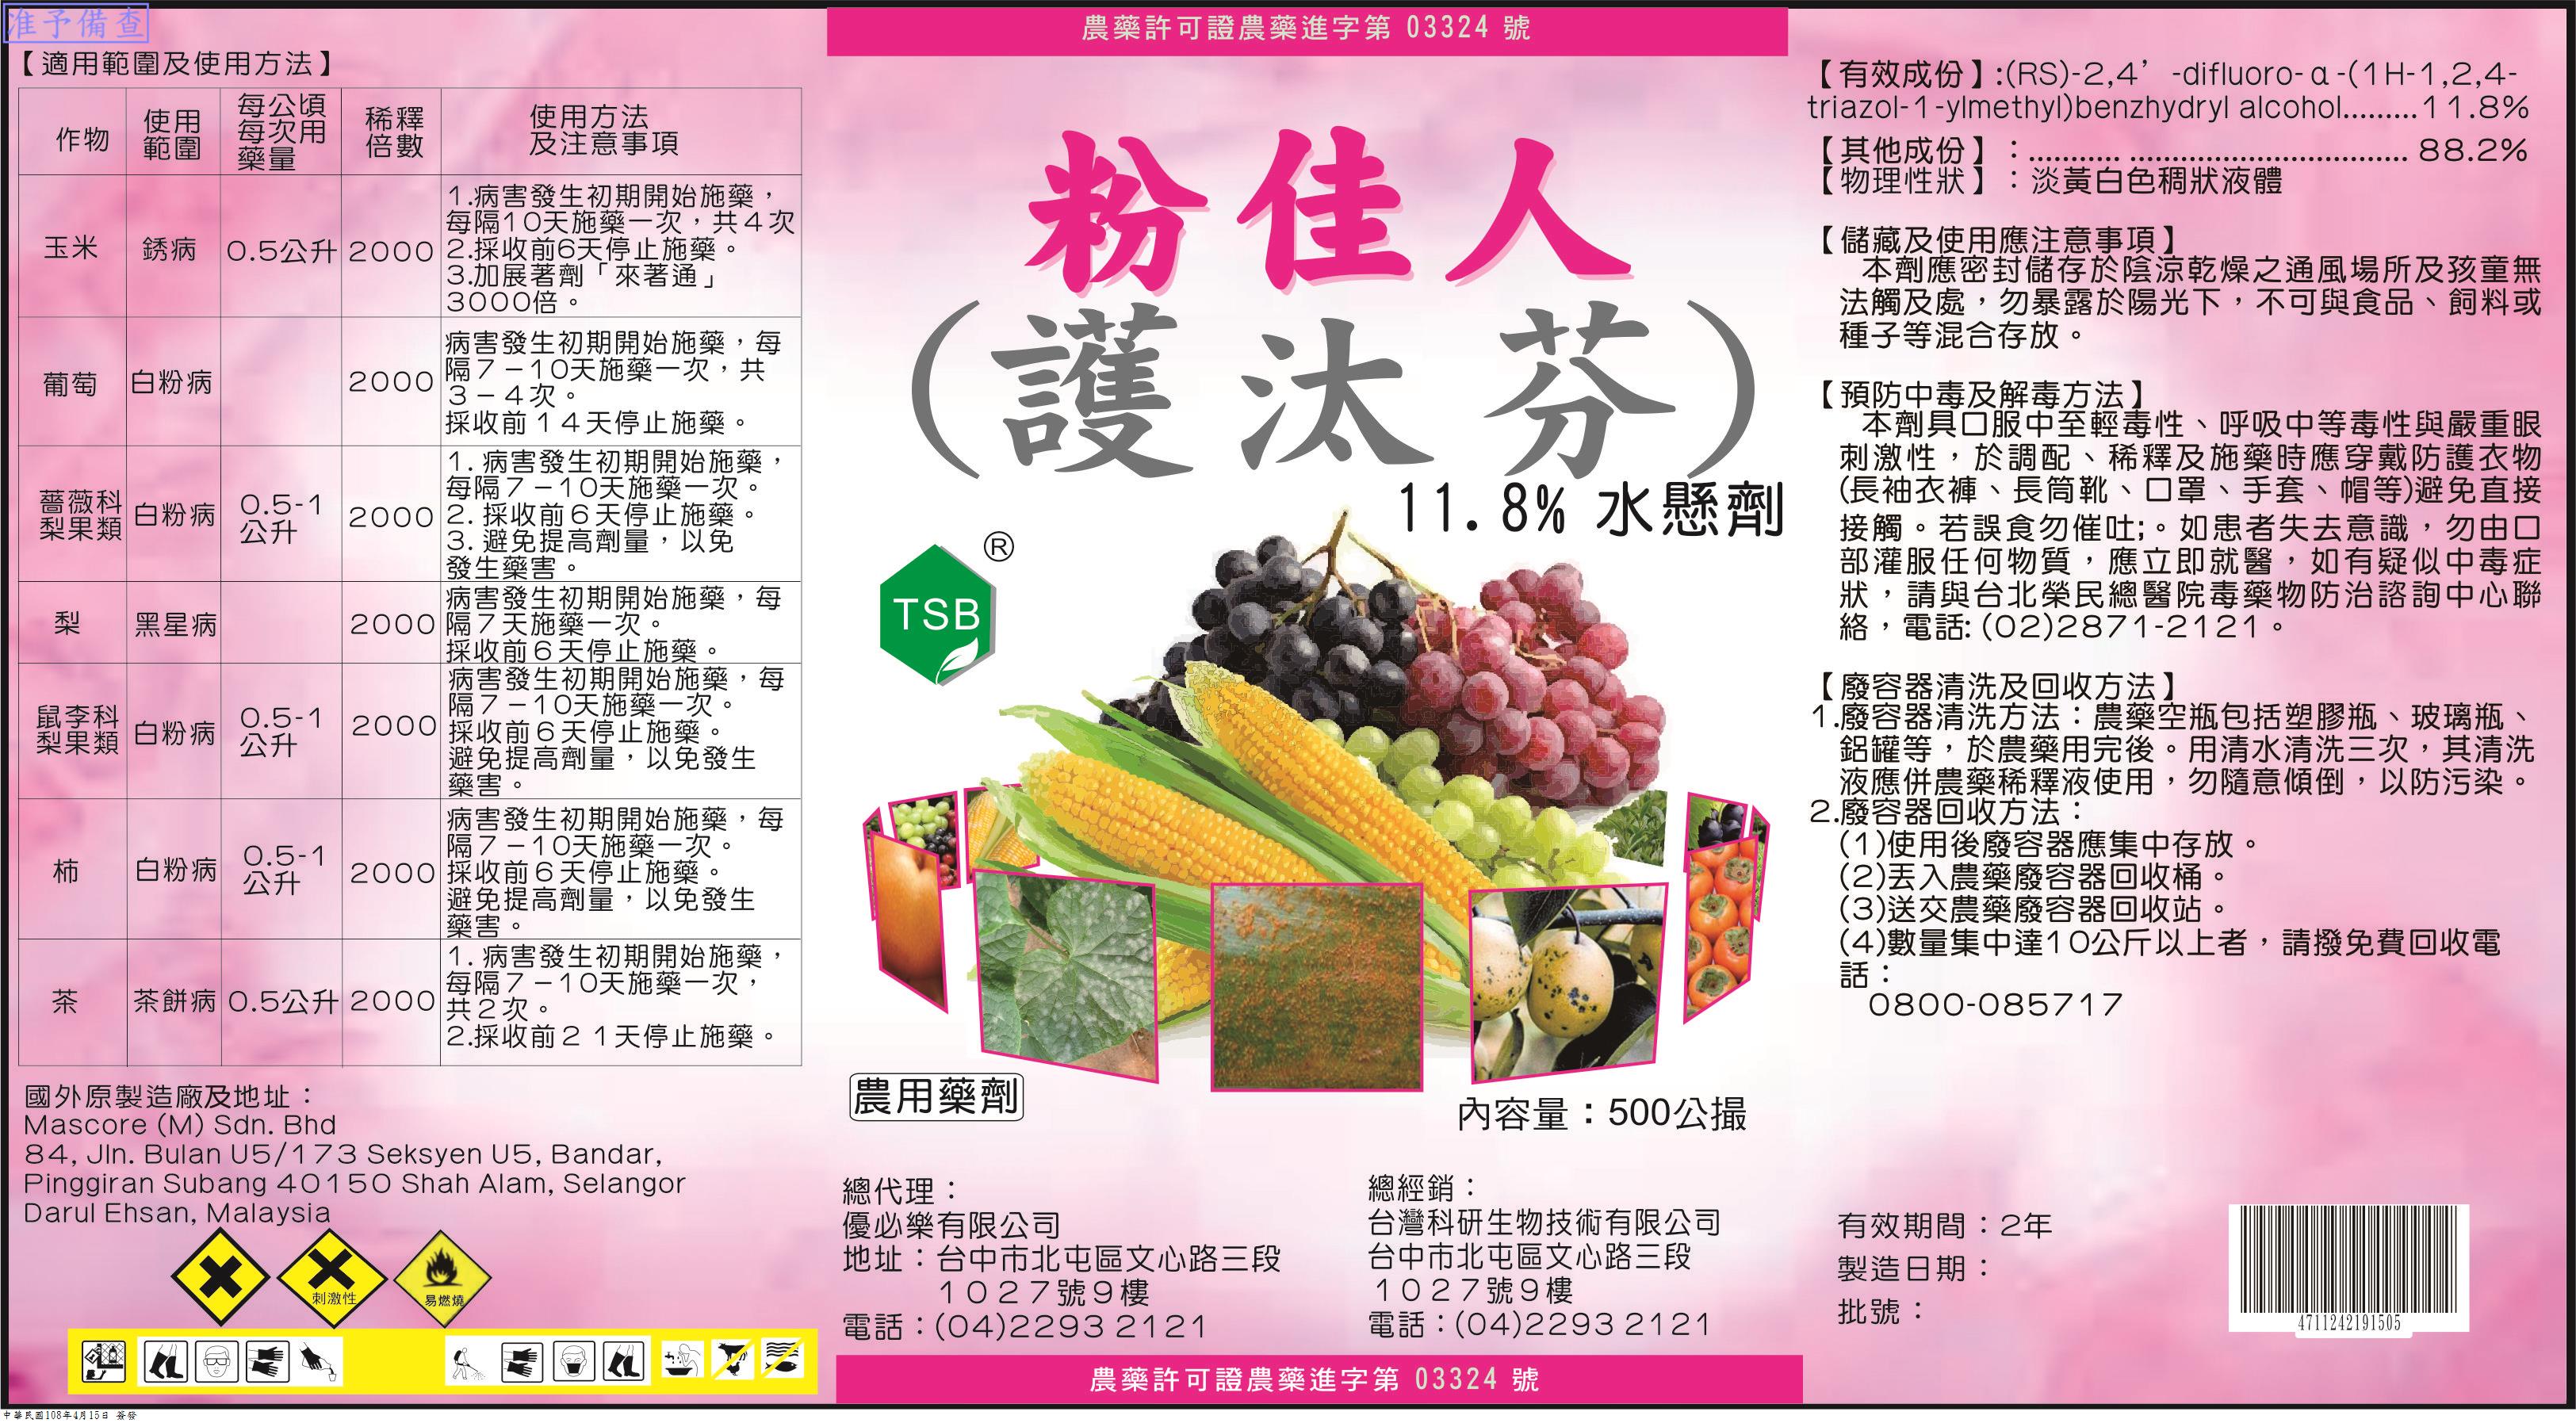 准予備查
【適用範圍及使用方法】
作物
使用
範圍
每公頃
每次用
藥量
稀釋
倍數
使用方法
及注意事項
玉米
銹病
0.5公升
2000
1.病害發生初期開始施藥，
每隔10天施藥一次，共４次
2.採收前6天停止施藥。
3.加展著劑「來著通」
3000倍。
葡萄
白粉病
2000
病害發生初期開始施藥，每
隔７－10天施藥一次，共
３－４次。
採收前１４天停止施藥。
薔薇科
梨果類
白粉病
0.5-1
公升
2000
1. 病害發生初期開始施藥，
每隔７－10天施藥一次。
2. 採收前６天停止施藥。
3. 避免提高劑量，以免
發生藥害。
梨
黑星病
2000
病害發生初期開始施藥，每
隔７天施藥一次。
採收前６天停止施藥。
鼠李科
梨果類
白粉病
0.5-1
公升
2000
病害發生初期開始施藥，每
隔７－10天施藥一次。
採收前６天停止施藥。
避免提高劑量，以免發生
藥害。
柿
白粉病
0.5-1
公升
2000
病害發生初期開始施藥，每
隔７－10天施藥一次。
採收前６天停止施藥。
避免提高劑量，以免發生
藥害。
茶
茶餅病
0.5公升
2000
1. 病害發生初期開始施藥，
每隔７－10天施藥一次，
共２次。
2.採收前２１天停止施藥。
國外原製造廠及地址：
Mascore (M) Sdn. Bhd
84, Jln. Bulan U5/173 Seksyen U5, Bandar,
Pinggiran Subang 40150 Shah Alam, Selangor
Darul Ehsan, Malaysia
刺激性
易燃燒
農藥許可證農藥進字第 03324 號
粉佳人
(護汰芬)
11.8% 水懸劑
TSB
®
農用藥劑
內容量：500公撮
總代理：
優必樂有限公司
地址：台中市北屯區文心路三段
１０２７號９樓
電話：(04)2293 2121
總經銷：
台灣科研生物技術有限公司
台中市北屯區文心路三段
１０２７號９樓
電話：(04)2293 2121
農藥許可證農藥進字第 03324 號
【有效成份】:(RS)-2,4’-difluoro-α-(1H-1,2,4-
triazol-1-ylmethyl)benzhydryl alcohol.........11.8%
【其他成份】：........... ................................. 88.2%
【物理性狀】：淡黃白色稠狀液體
【儲藏及使用應注意事項】
本劑應密封儲存於陰涼乾燥之通風場所及孩童無
法觸及處，勿暴露於陽光下，不可與食品、飼料或
種子等混合存放。
【預防中毒及解毒方法】
本劑具口服中至輕毒性、呼吸中等毒性與嚴重眼
刺激性，於調配、稀釋及施藥時應穿戴防護衣物
(長袖衣褲、長筒靴、口罩、手套、帽等)避免直接
接觸。若誤食勿催吐;。如患者失去意識，勿由口
部灌服任何物質，應立即就醫，如有疑似中毒症
狀，請與台北榮民總醫院毒藥物防治諮詢中心聯
絡，電話: (02)2871-2121。
【廢容器清洗及回收方法】
1.廢容器清洗方法：農藥空瓶包括塑膠瓶、玻璃瓶、
鋁罐等，於農藥用完後。用清水清洗三次，其清洗
液應併農藥稀釋液使用，勿隨意傾倒，以防污染。
2.廢容器回收方法：
(1)使用後廢容器應集中存放。
(2)丟入農藥廢容器回收桶。
(3)送交農藥廢容器回收站。
(4)數量集中達10公斤以上者，請撥免費回收電
話：
0800-085717
有效期間：2年
製造日期：
批號：
4711242191505
中華民國108年4月15日 簽發